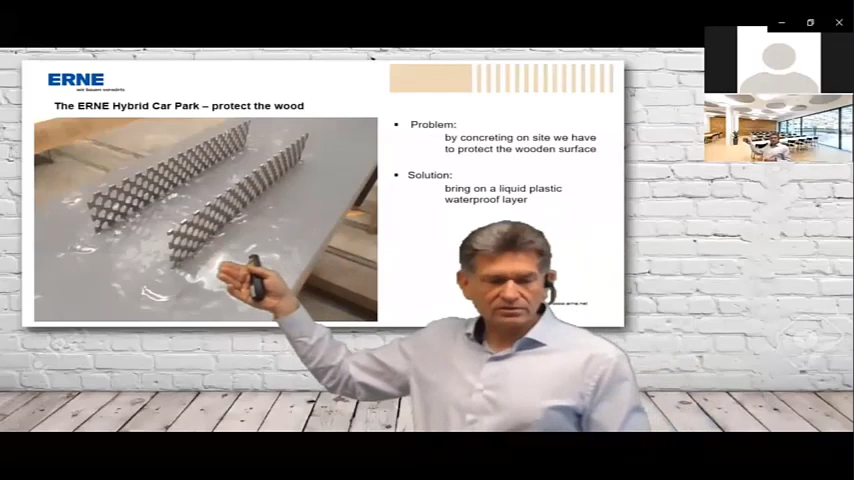 ERNE
The ERNE Hybrid Car Park – protect the wood
▪ Problem:
by concreting on site we have
to protect the wooden surface
▪ Solution:
bring on a liquid plastic
waterproof layer